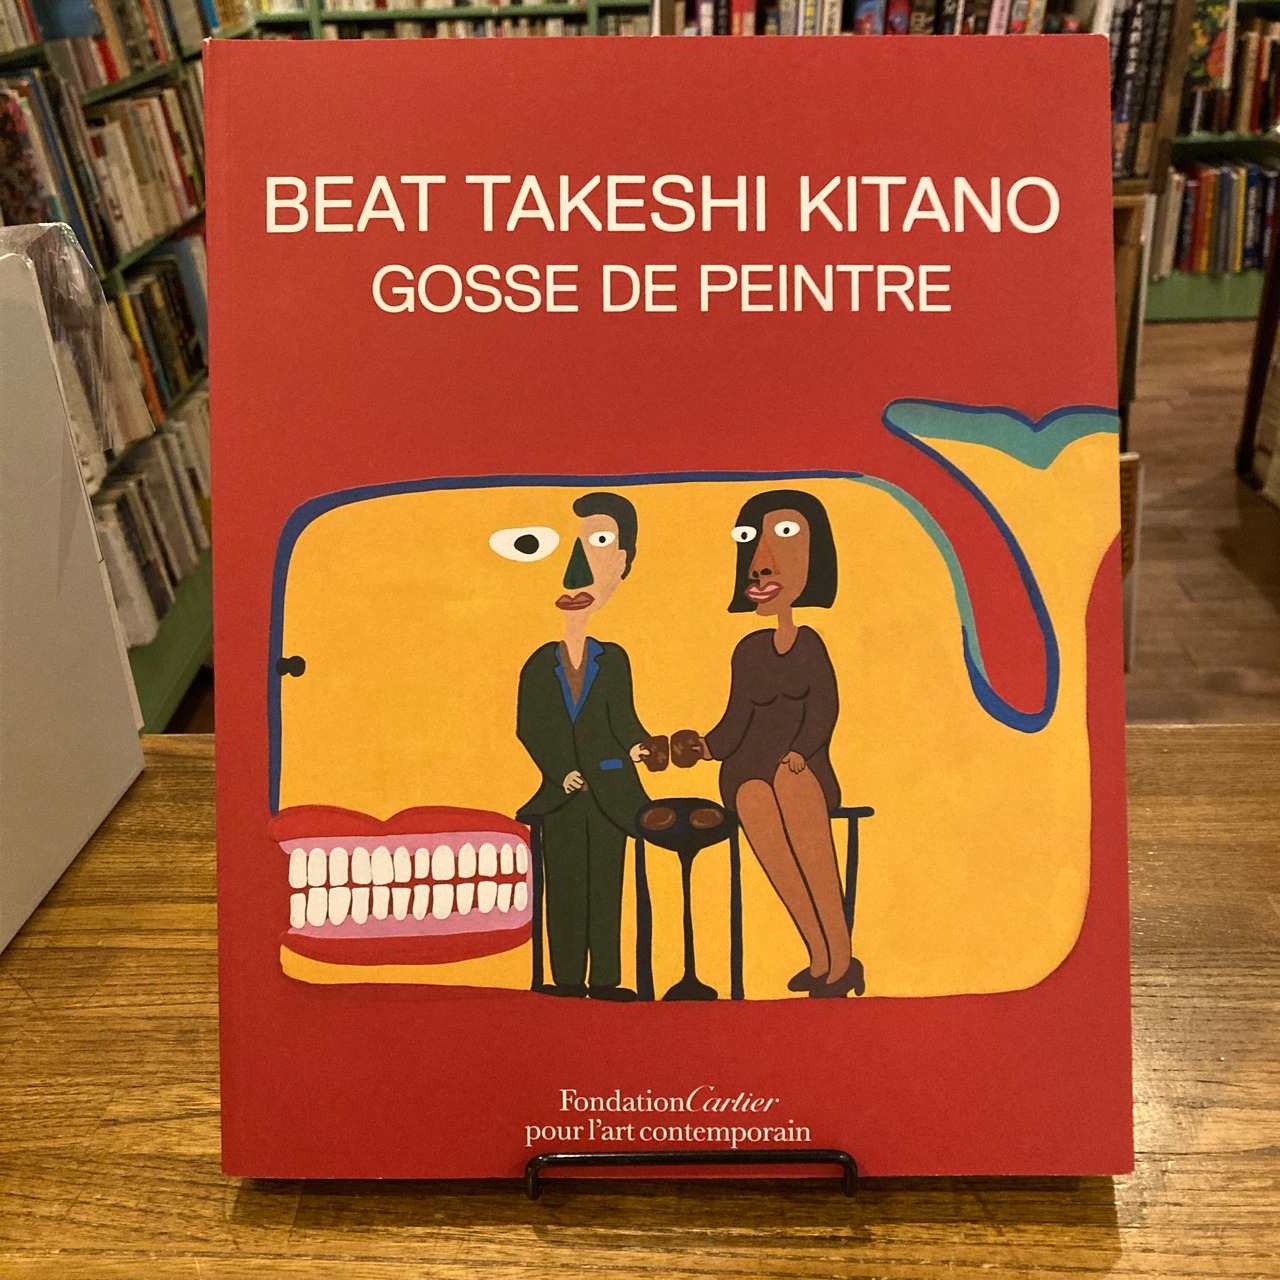 BEAT TAKESHI KITANO
GOSSE DE PEINTRE
FondationCartier
pour l'art contemporain